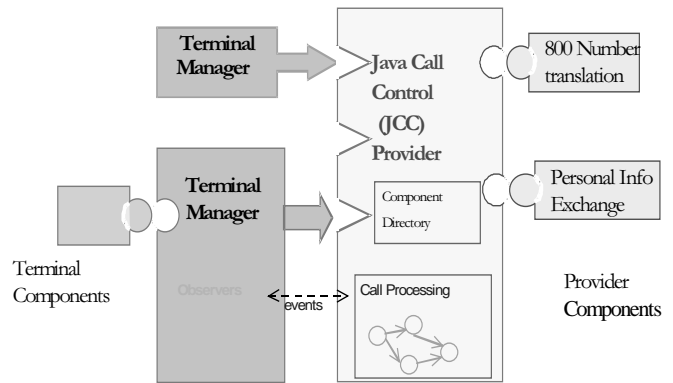 Terminal
Manager
Java Call
Control
(JCC)
Provider
800 Number
translation
Terminal
Manager
Component
Directory
Personal Info
Exchange
Terminal
Components
Observers
events
Call Processing
Provider
Components